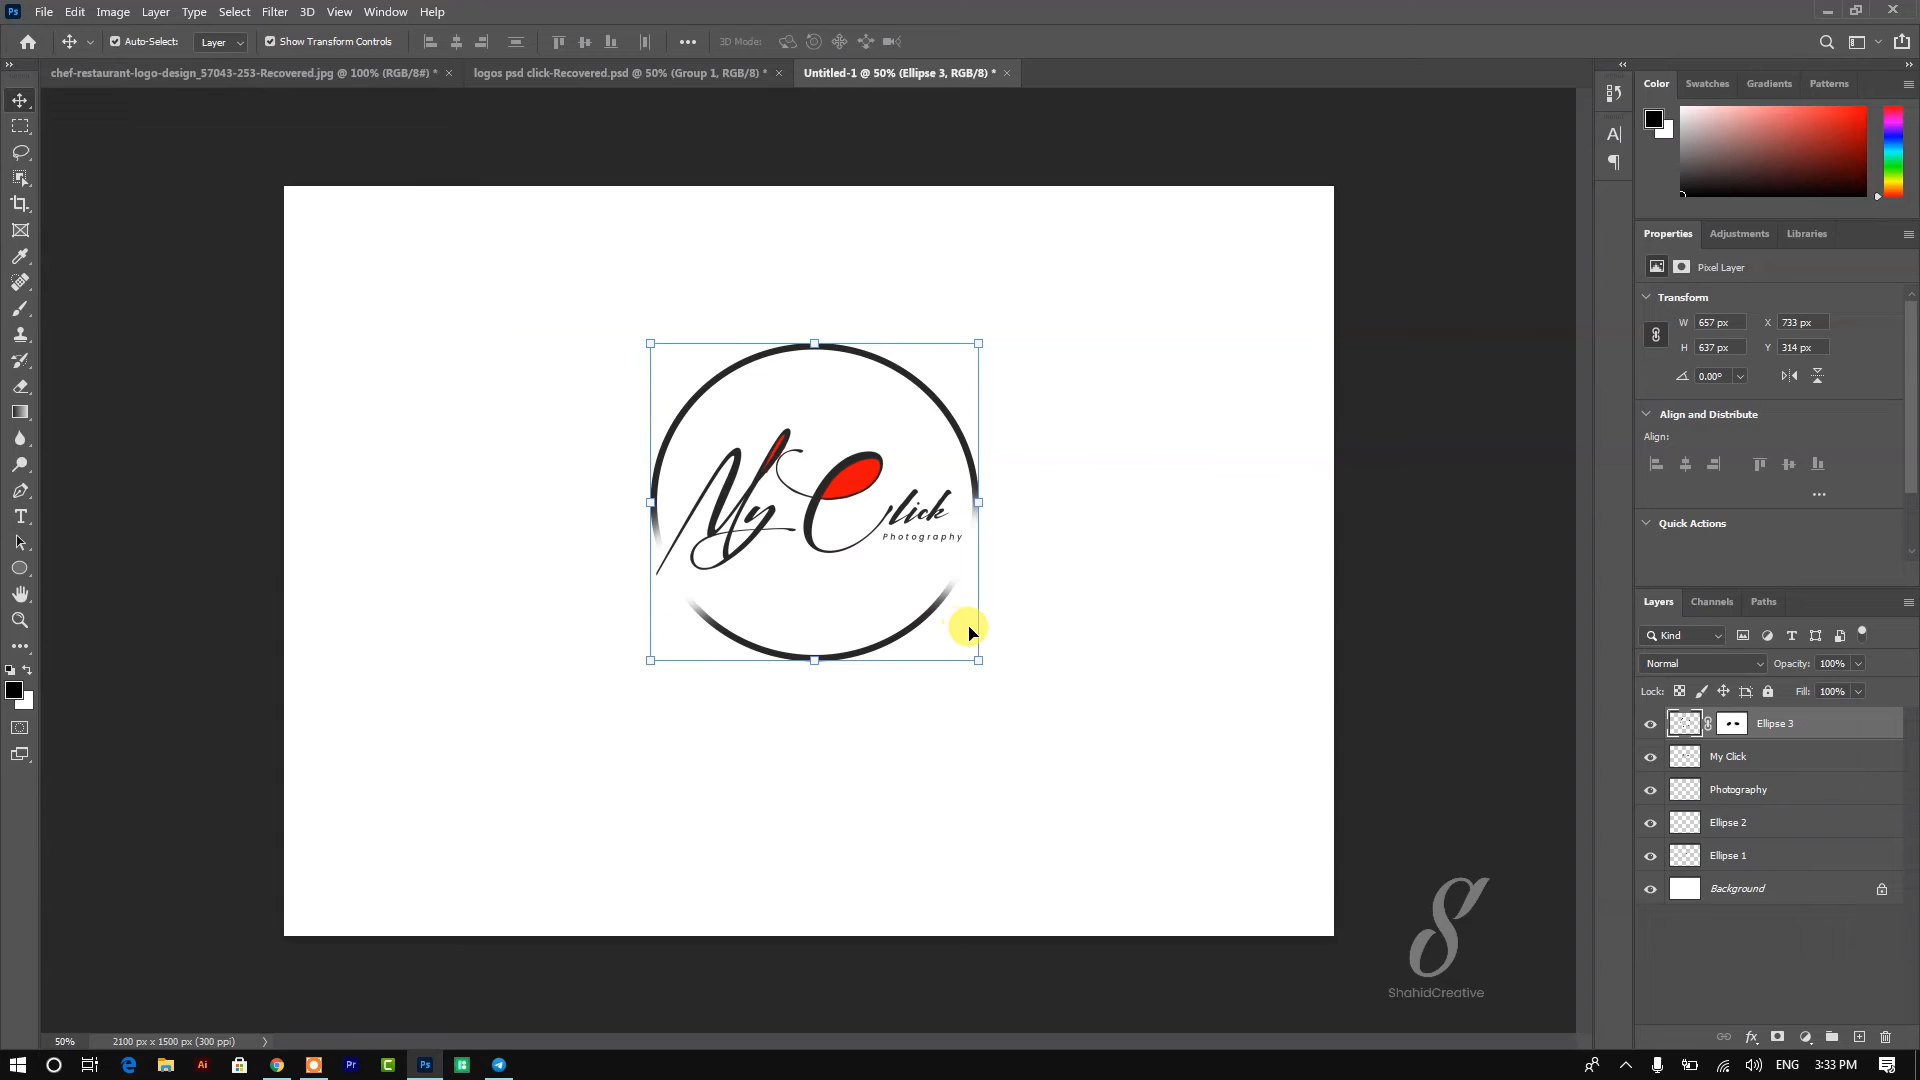 Ps File Edit Image Layer Type Select Filter 3D View Window Help
Auto-Select: Layer Show Transform Controls 3D Mode:
chef-restaurant-logo-design_57043-253-Recovered.jpg @ 100% (RGB/8#) * logos psd click-Recovered.psd @ 50% (Group 1, RGB/8) * Untitled-1 @ 50% (Ellipse 3, RGB/8) *
Color Swatches Gradients Patterns
Properties Adjustments Libraries
Pixel Layer
Transform
W 657 px X 733 px
H 637 px Y 314 px
0.00°
Align and Distribute
Align:
Quick Actions
My Click
Photography
Layers Channels Paths
Kind
Normal Opacity: 100%
Lock: Fill: 100%
Ellipse 3
My Click
Photography
Ellipse 2
Ellipse 1
Background
S
ShahidCreative
50% 2100 px x 1500 px (300 ppi)
Ai Pr C Ps ENG 3:33 PM